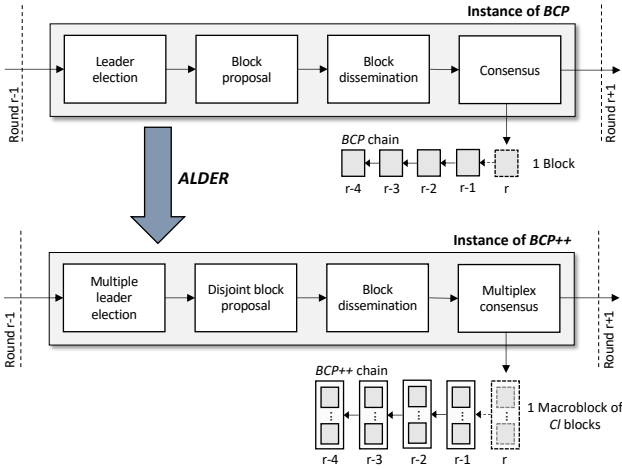 Instance of BCP
Round r-1
Leader
election
Block
proposal
Block
dissemination
Consensus
Round r+1
BCP chain
1 Block
r-4
r-3
r-2
r-1
r
ALDER
Instance of BCP++
Round r-1
Multiple
leader
election
Disjoint block
proposal
Block
dissemination
Multiplex
consensus
Round r+1
BCP++ chain
1 Macroblock of
Cl blocks
r-4
r-3
r-2
r-1
r